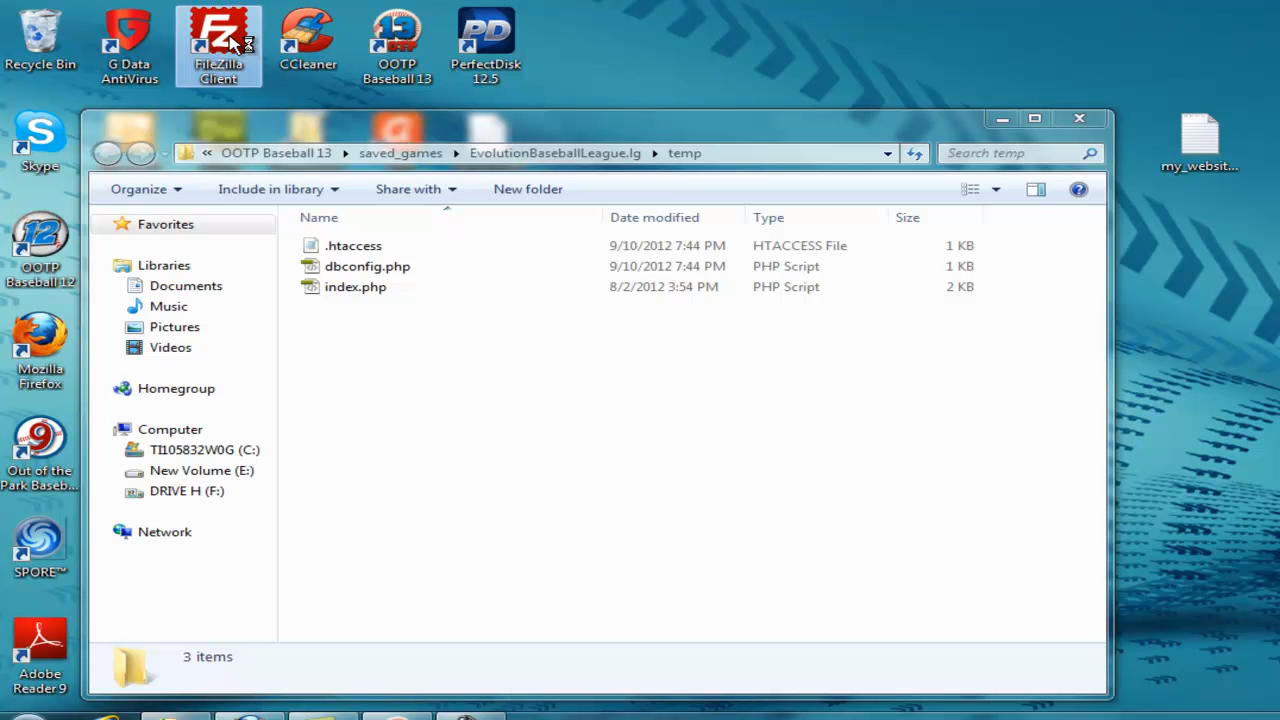 Recycle Bin
G Data
AntiVirus
FileZilla
Client
CCleaner
OOTP
Baseball 13
PerfectDisk
12.5
Skype
OOTP
Baseball 12
Mozilla
Firefox
Out of the
Park Baseb...
SPORE™
Adobe
Reader 9
my_websit...
« OOTP Baseball 13 saved_games EvolutionBaseballLeague.lg temp
Search temp
Organize Include in library Share with New folder
Favorites
Libraries
Documents
Music
Pictures
Videos
Homegroup
Computer
TI105832W0G (C:)
New Volume (E:)
DRIVE H (F:)
Network
Name Date modified Type Size
.htaccess 9/10/2012 7:44 PM HTACCESS File 1 KB
dbconfig.php 9/10/2012 7:44 PM PHP Script 1 KB
index.php 8/2/2012 3:54 PM PHP Script 2 KB
3 items